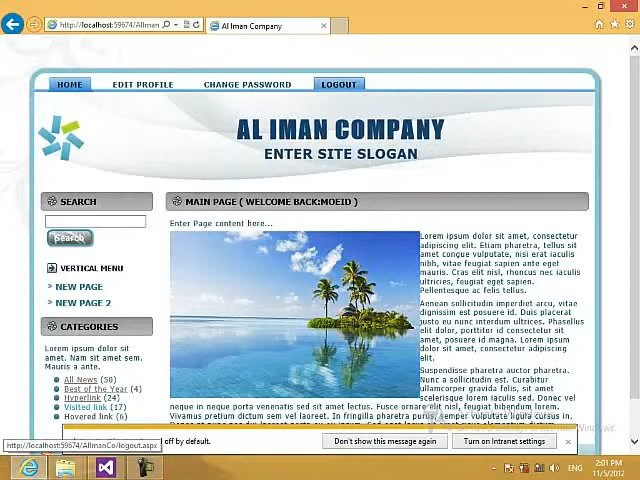 http://localhost:59674/Allman
Al Iman Company
HOME
EDIT PROFILE
CHANGE PASSWORD
LOGOUT
AL IMAN COMPANY
ENTER SITE SLOGAN
SEARCH
Search
VERTICAL MENU
NEW PAGE
NEW PAGE 2
CATEGORIES
Lorem ipsum dolor sit
amet. Nam sit amet sem.
Mauris a ante.
All News (50)
Best of the Year (4)
Hyperlink (24)
Visited link (17)
Hovered link (6)
MAIN PAGE ( WELCOME BACK:MOEID )
Enter Page content here...
Lorem ipsum dolor sit amet, consectetur
adipiscing elit. Etiam pharetra, tellus sit
amet congue vulputate, nisi erat iaculis
nibh, vitae feugiat sapien ante eget
mauris. Cras elit nisl, rhoncus nec iaculis
ultricies, feugiat eget sapien.
Pellentesque ac felis tellus.
Aenean sollicitudin imperdiet arcu, vitae
dignissim est posuere id. Duis placerat
justo eu nunc interdum ultrices. Phasellus
elit dolor, porttitor id consectetur sit
amet, posuere id magna. Lorem ipsum
dolor sit amet, consectetur adipiscing
elit.
Suspendisse pharetra auctor pharetra.
Nunc a sollicitudin est. Curabitur
ullamcorper gravida felis, sit amet
scelerisque lorem iaculis sed. Donec vel
neque in neque porta venenatis sed sit amet lectus. Fusce ornare elit nisl, feugiat bibendum lorem.
Vivamus pretium dictum sem vel laoreet. In fringilla pharetra purus, semper vulputate ligula cursus in.
off by default.
Don't show this message again
Turn on Intranet settings
http://localhost:59674/AllmanCo/logout.aspx
ENG
2:01 PM
11/5/2012